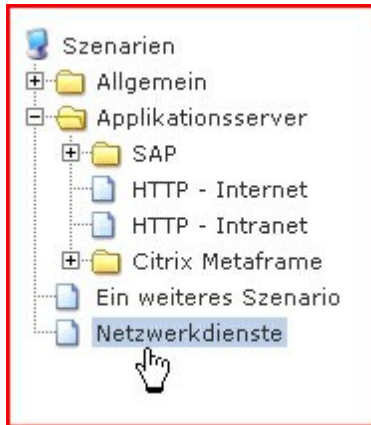 Szenarien
Allgemein
Applikationsserver
SAP
HTTP - Internet
HTTP - Intranet
Citrix Metaframe
Ein weiteres Szenario
Netzwerkdienste